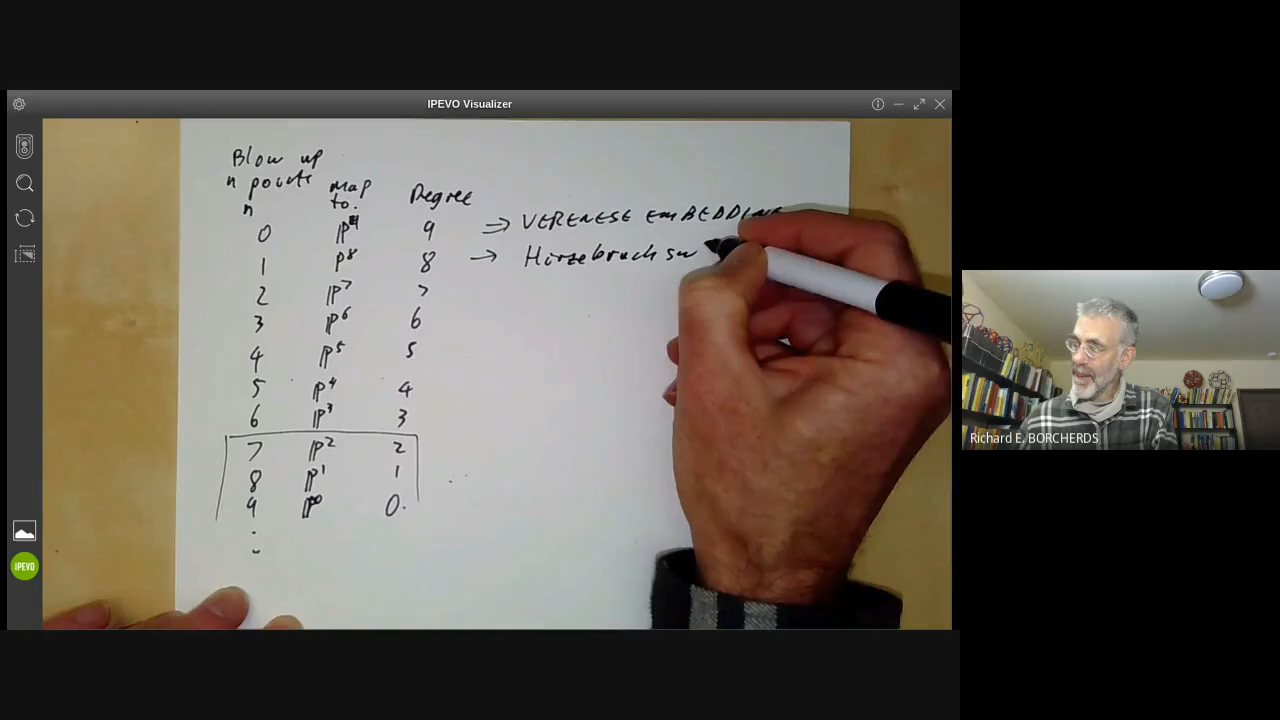 IPEVO Visualizer
Blow up
n points map Degree
n to.
0 P 9 ⇒ VERENESE EMBEDDING
1 P⁸ 8 → Hirzebruch su
2 P⁷ 7
3 P⁶ 6
4 P⁵ 5
5 P⁴ 4
6 P³ 3
7 P² 2
8 P¹ 1
9 P⁰ 0.
IPEVO
Richard E. BORCHERDS